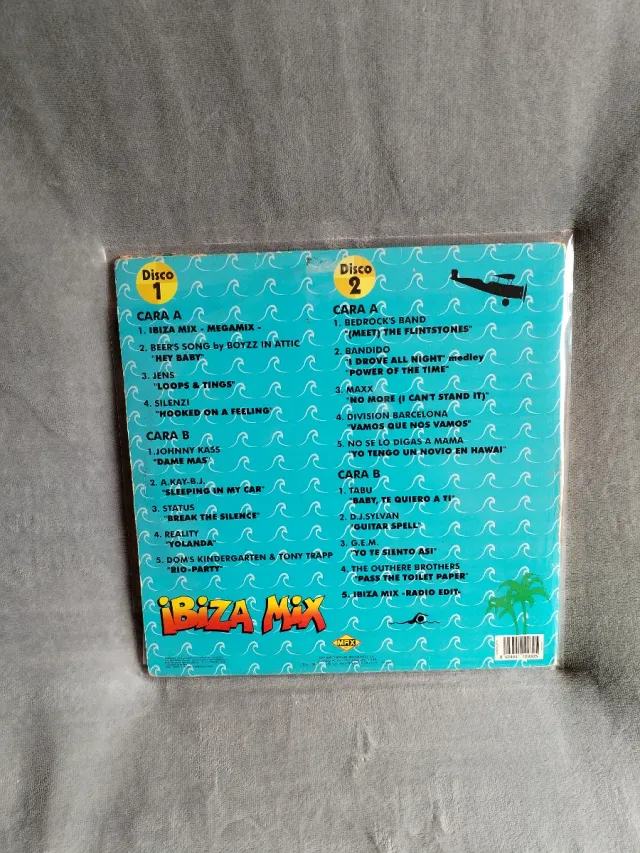 Disco
1
CARA A
1. IBIZA MIX - MEGAMIX -
2. BEER'S SONG by BOYZZ IN ATTIC
"HEY BABY"
3. JENS
"LOOPS & TINGS"
4. SILENZI
"HOOKED ON A FEELING"
CARA B
1. JOHNNY KASS
"DAME MAS"
2. A.KAY-B.J.
"SLEEPING IN MY CAR"
3. STATUS
"BREAK THE SILENCE"
4. REALITY
"YOLANDA"
5. DOM'S KINDERGARTEN & TONY TRAPP
"RIO-PARTY"
Disco
2
CARA A
1. BEDROCK'S BAND
"(MEET) THE FLINTSTONES"
2. BANDIDO
"I DROVE ALL NIGHT" medley
"POWER OF THE TIME"
3. MAXX
"NO MORE (I CAN'T STAND IT)"
4. DIVISION BARCELONA
"VAMOS QUE NOS VAMOS"
5. NO SE LO DIGAS A MAMA
"YO TENGO UN NOVIO EN HAWAI"
CARA B
1. TABU
"BABY, TE QUIERO A TI"
2. D.J.SYLVAN
"GUITAR SPELL"
3. G.E.M.
"YO TE SIENTO ASI"
4. THE OUTHERE BROTHERS
"PASS THE TOILET PAPER"
5. IBIZA MIX -RADIO EDIT-
iBiZA MiX
MAX